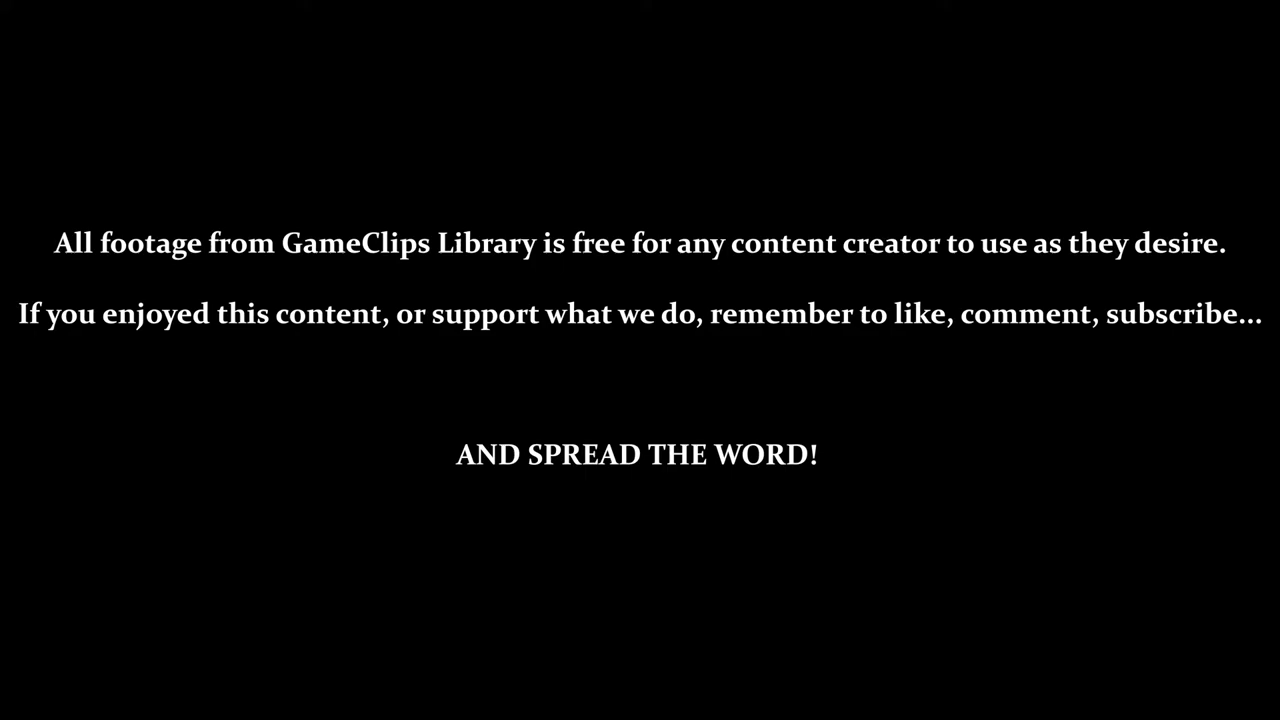 All footage from GameClips Library is free for any content creator to use as they desire.
If you enjoyed this content, or support what we do, remember to like, comment, subscribe...
AND SPREAD THE WORD!